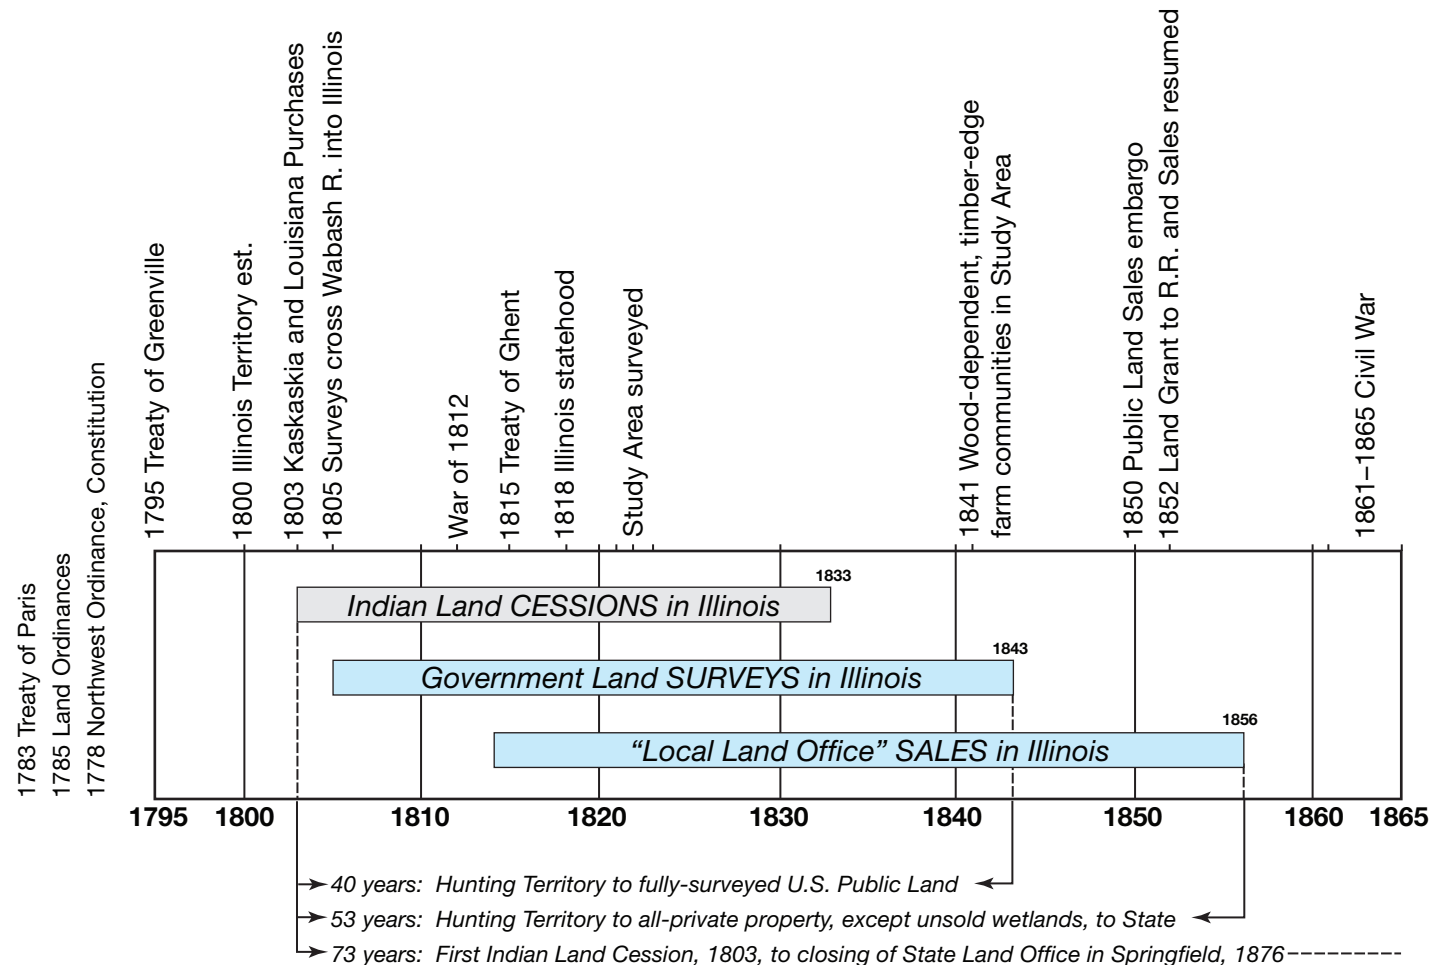 1783 Treaty of Paris
1785 Land Ordinances
1778 Northwest Ordinance, Constitution
1795 Treaty of Greenville
1800 Illinois Territory est.
1803 Kaskaskia and Louisiana Purchases
1805 Surveys cross Wabash R. into Illinois
War of 1812
1815 Treaty of Ghent
1818 Illinois statehood
Study Area surveyed
1841 Wood-dependent, timber-edge
farm communities in Study Area
1850 Public Land Sales embargo
1852 Land Grant to R.R. and Sales resumed
1861–1865 Civil War
1833
Indian Land CESSIONS in Illinois
1843
Government Land SURVEYS in Illinois
1856
“Local Land Office” SALES in Illinois
1795 1800 1810 1820 1830 1840 1850 1860 1865
40 years: Hunting Territory to fully-surveyed U.S. Public Land
53 years: Hunting Territory to all-private property, except unsold wetlands, to State
73 years: First Indian Land Cession, 1803, to closing of State Land Office in Springfield, 1876